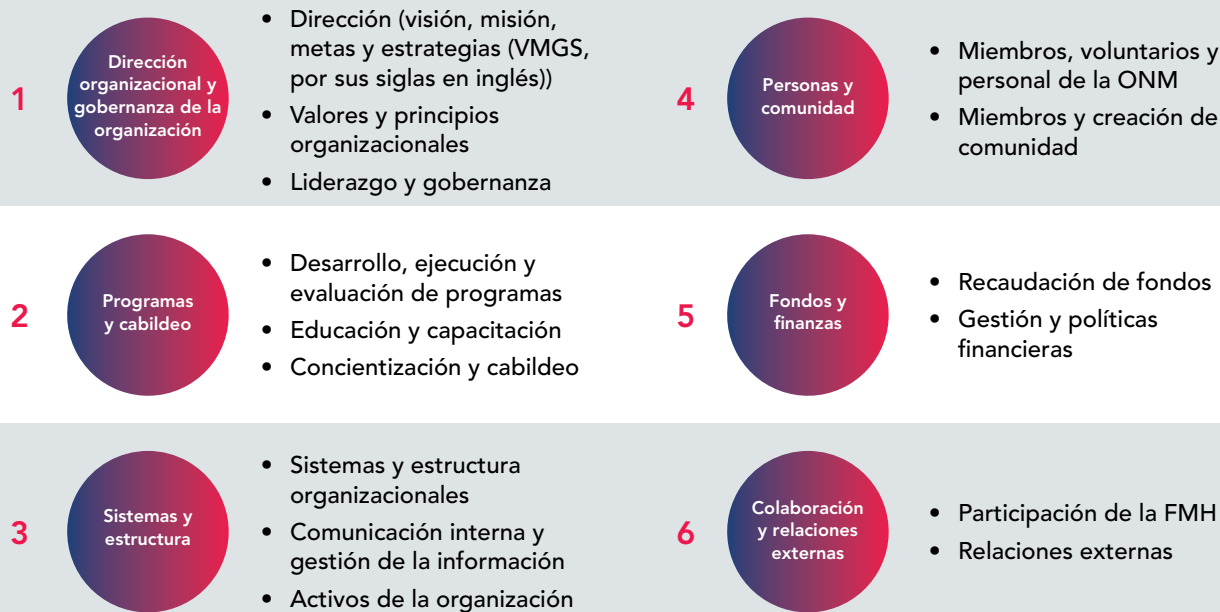 1
Dirección
organizacional y
gobernanza de la
organización
• Dirección (visión, misión,
metas y estrategias (VMGS,
por sus siglas en inglés))
• Valores y principios
organizacionales
• Liderazgo y gobernanza
2
Programas
y cabildeo
• Desarrollo, ejecución y
evaluación de programas
• Educación y capacitación
• Concientización y cabildeo
3
Sistemas y
estructura
• Sistemas y estructura
organizacionales
• Comunicación interna y
gestión de la información
• Activos de la organización
4
Personas y
comunidad
• Miembros, voluntarios y
personal de la ONM
• Miembros y creación de
comunidad
5
Fondos y
finanzas
• Recaudación de fondos
• Gestión y políticas
financieras
6
Colaboración
y relaciones
externas
• Participación de la FMH
• Relaciones externas